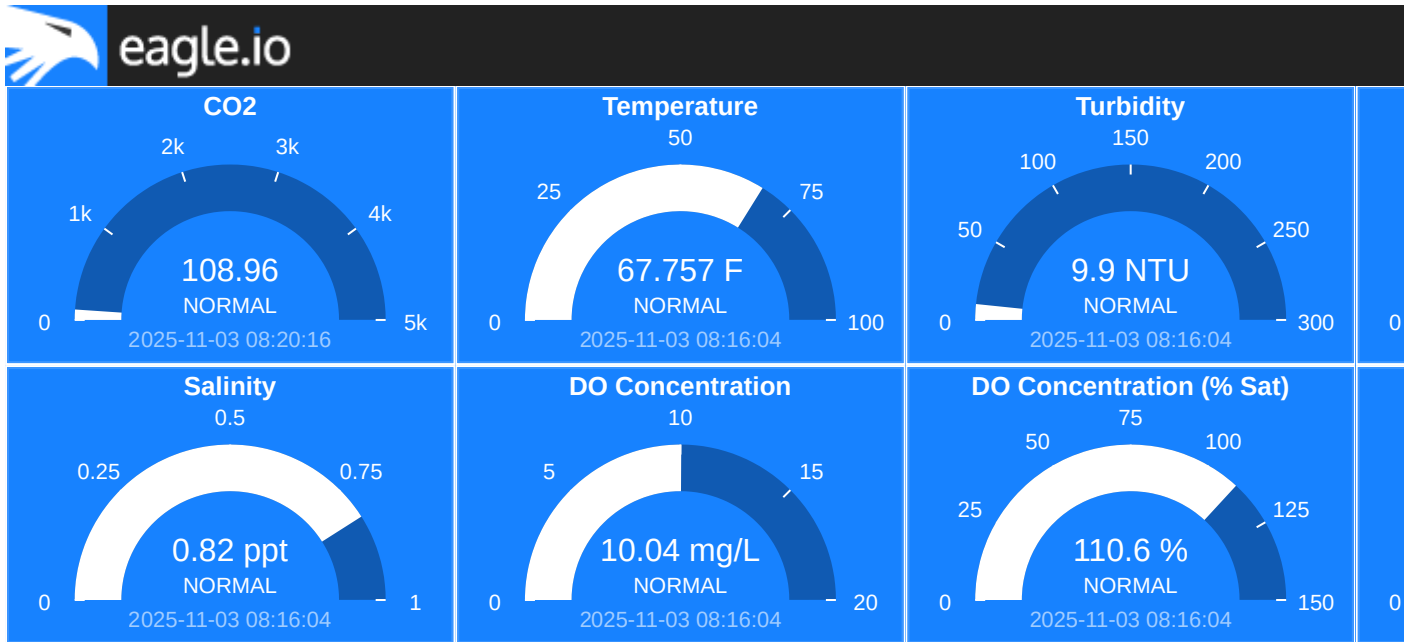 eagle.io
CO2
2k
3k
1k
4k
108.96
NORMAL
0
5k
2025-11-03 08:20:16
Temperature
50
25
75
67.757 F
NORMAL
0
100
2025-11-03 08:16:04
Turbidity
150
100
200
50
250
9.9 NTU
NORMAL
0
300
2025-11-03 08:16:04
0
Salinity
0.5
0.25
0.75
0.82 ppt
NORMAL
0
1
2025-11-03 08:16:04
DO Concentration
10
5
15
10.04 mg/L
NORMAL
0
20
2025-11-03 08:16:04
DO Concentration (% Sat)
75
50
100
25
125
110.6 %
NORMAL
0
150
2025-11-03 08:16:04
0